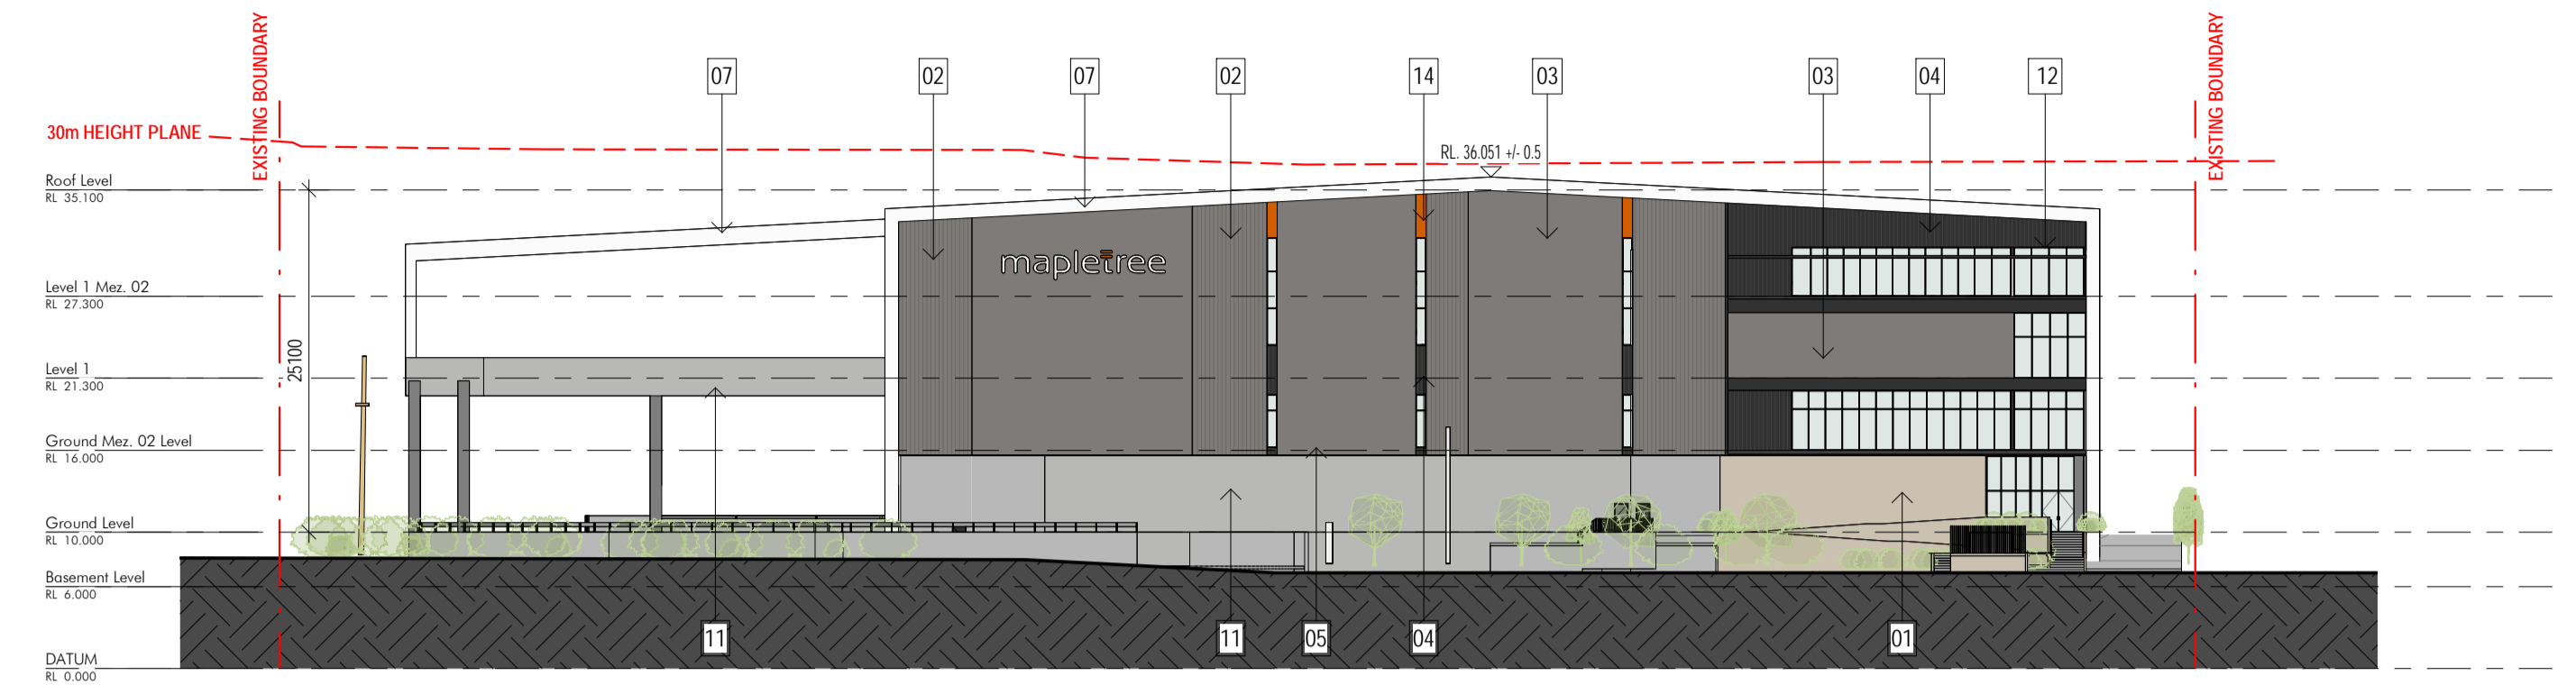 EXISTING BOUNDARY
EXISTING BOUNDARY
07
02
07
02
14
03
03
04
12
30m HEIGHT PLANE
RL. 36.051 +/- 0.5
Roof Level
RL 35.100
mapletree
Level 1 Mez. 02
RL 27.300
25100
Level 1
RL 21.300
Ground Mez. 02 Level
RL 16.000
Ground Level
RL 10.000
Basement Level
RL 6.000
11
11
05
04
01
DATUM
RL 0.000